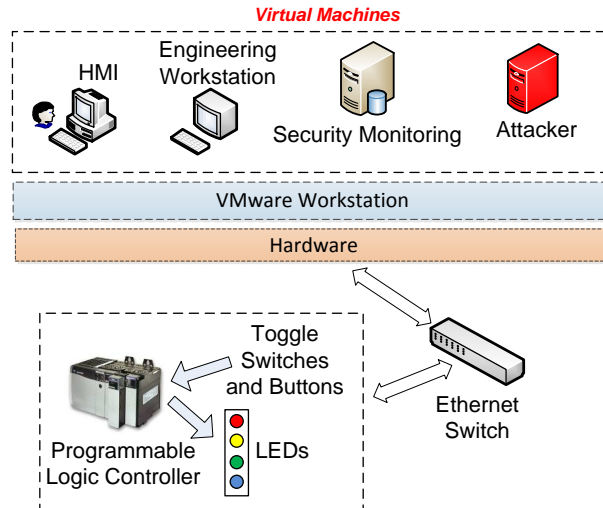 Virtual Machines
HMI
Engineering
Workstation
Security Monitoring
Attacker
VMware Workstation
Hardware
Toggle
Switches
and Buttons
Programmable
Logic Controller
LEDs
Ethernet
Switch